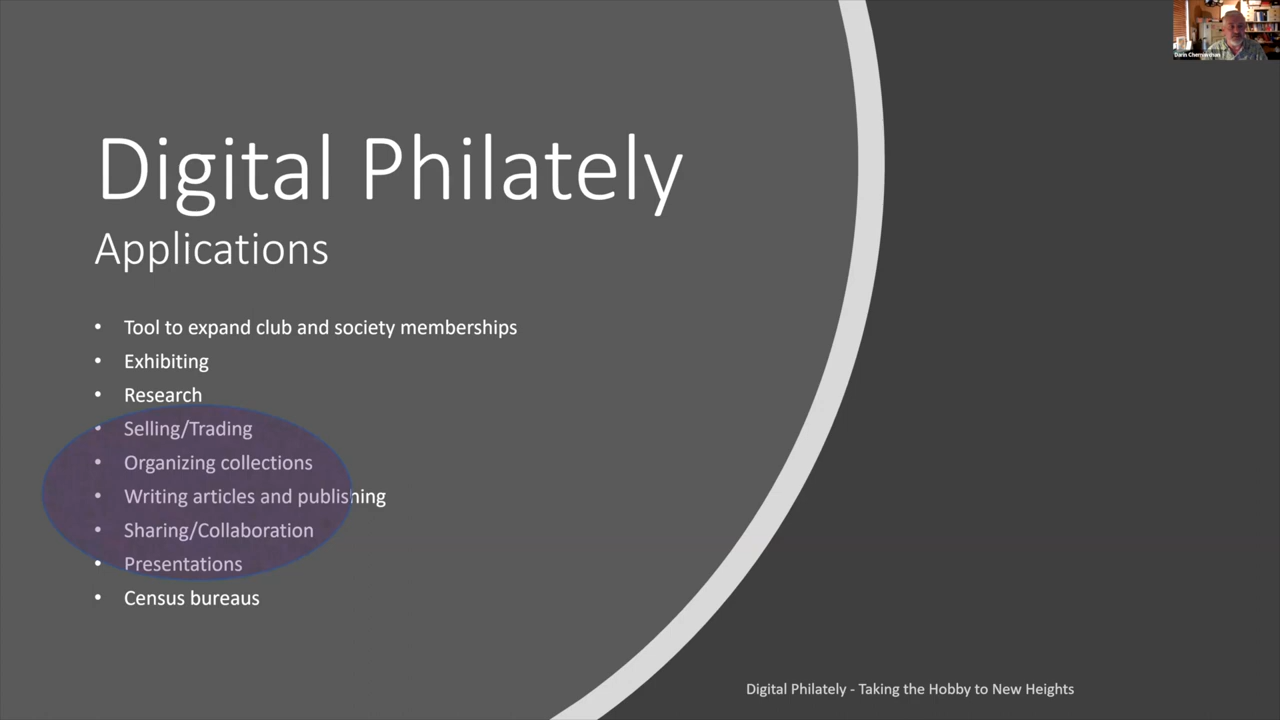 Digital Philately
Applications
• Tool to expand club and society memberships
• Exhibiting
• Research
• Selling/Trading
• Organizing collections
• Writing articles and publishing
• Sharing/Collaboration
• Presentations
• Census bureaus
Digital Philately - Taking the Hobby to New Heights
Darin